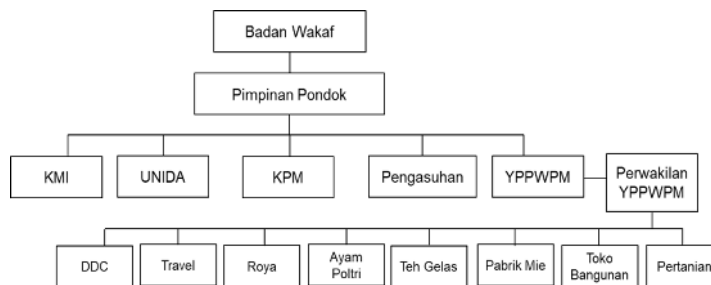 Badan Wakaf
Pimpinan Pondok
KMI
UNIDA
KPM
Pengasuhan
YPPWPM
Perwakilan
YPPWPM
DDC
Travel
Roya
Ayam
Poltri
Teh Gelas
Pabrik Mie
Toko
Bangunan
Pertanian